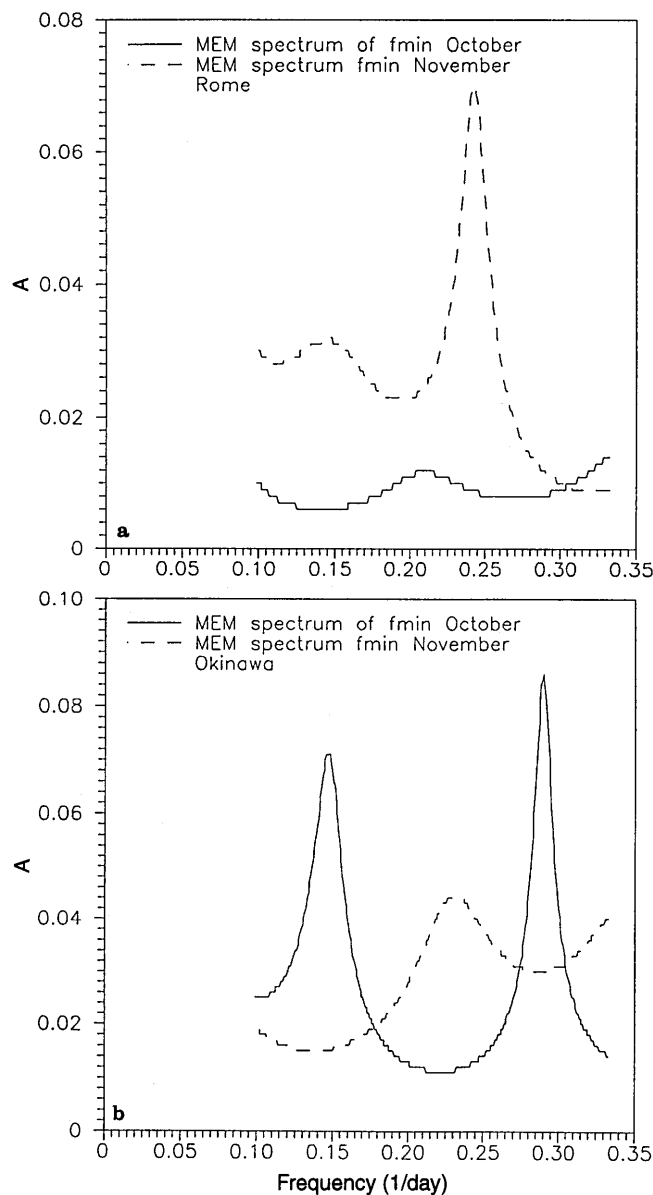 0.08
MEM spectrum of fmin October
MEM spectrum fmin November
Rome
0.06
A
0.04
0.02
a
0
0 0.05 0.20 0.15 0.20 0.25 0.30 0.35
0.10
MEM spectrum of fmin October
MEM spectrum fmin November
Okinawa
0.08
0.06
A
0.04
0.02
b
0
0 0.05 0.20 0.15 0.20 0.25 0.30 0.35
Frequency (1/day)